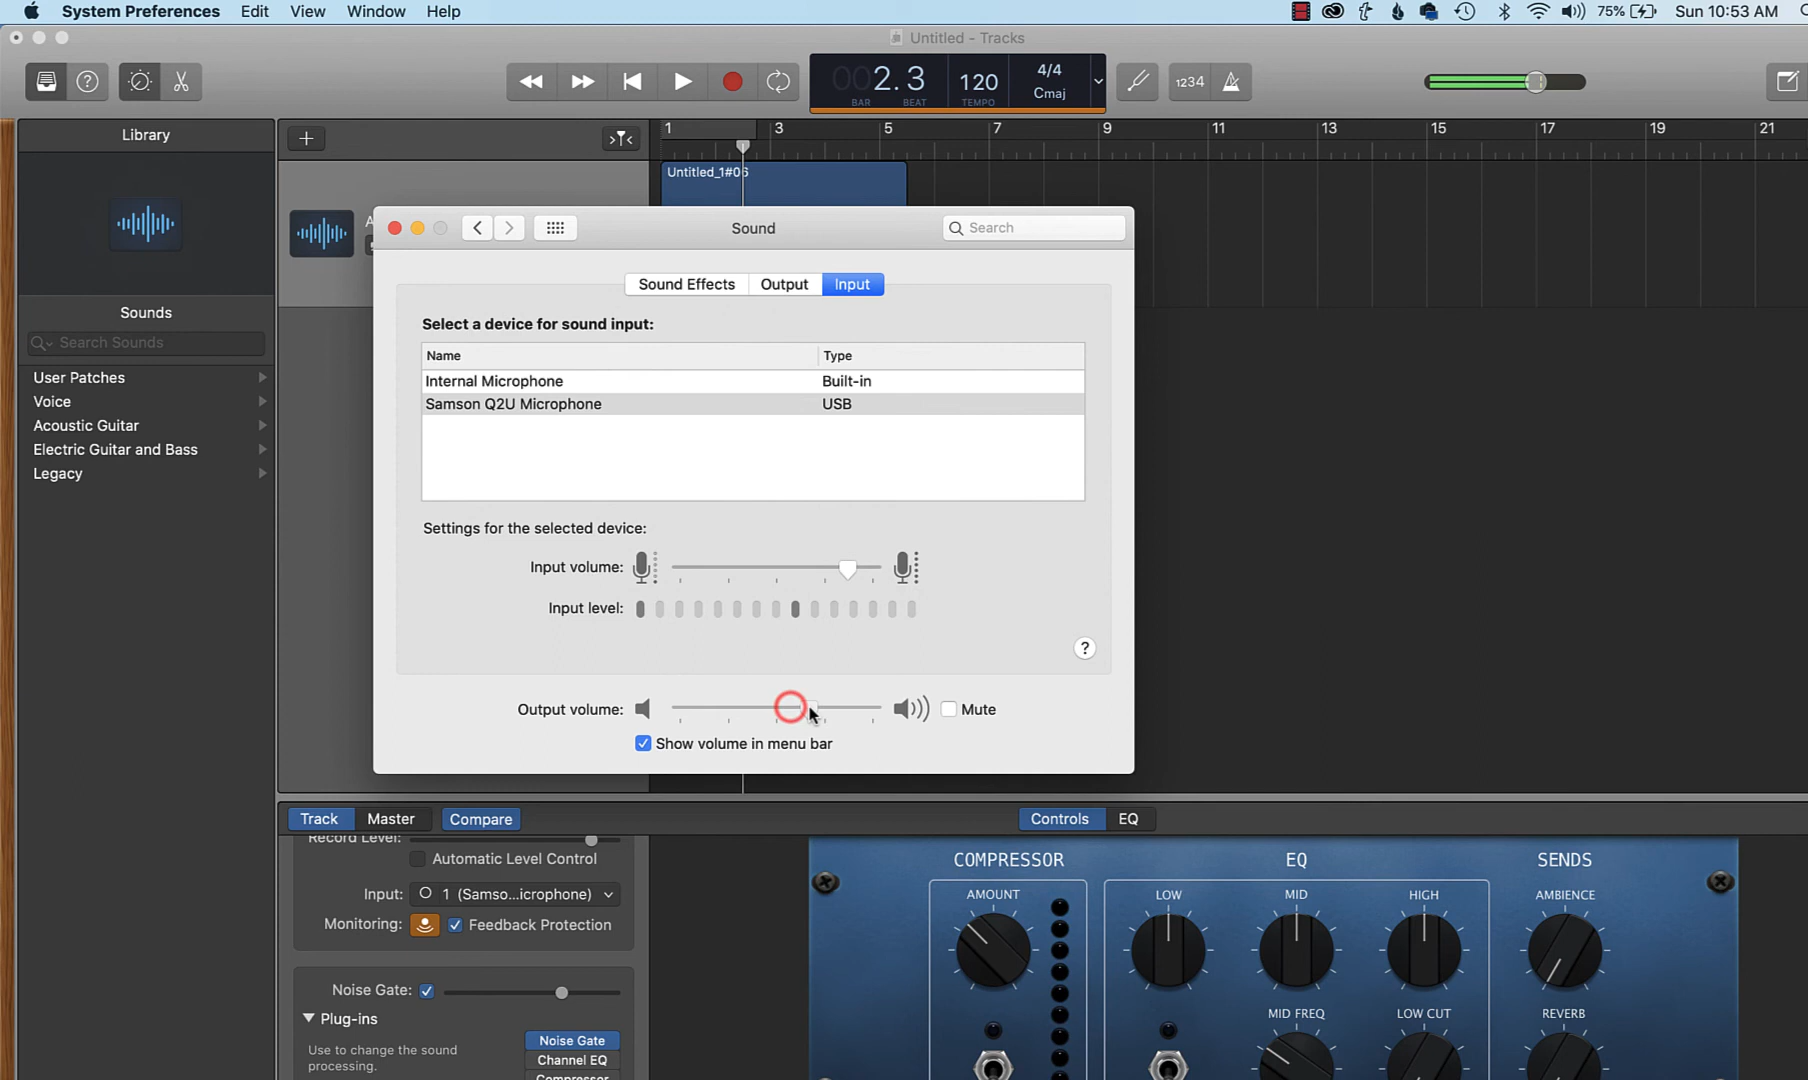 System Preferences Edit View Window Help 75% Sun 10:53 AM
Untitled - Tracks
002.3 120 4/4
Cmaj
BAR BEAT TEMPO
1234
Library
1 3 5 7 9 11 13 15 17 19 21
Untitled_1#06
Sounds
Search Sounds
User Patches
Voice
Acoustic Guitar
Electric Guitar and Bass
Legacy
Sound
Search
Sound Effects Output Input
Select a device for sound input:
Name Type
Internal Microphone Built-in
Samson Q2U Microphone USB
Settings for the selected device:
Input volume:
Input level:
?
Output volume: Mute
Show volume in menu bar
Track Master Compare Controls EQ
Record Level:
Automatic Level Control
Input: 1 (Samso...icrophone)
Monitoring: Feedback Protection
Noise Gate:
Plug-ins
Use to change the sound
processing.
Noise Gate
Channel EQ
Compressor
COMPRESSOR EQ SENDS
AMOUNT LOW MID HIGH AMBIENCE
MID FREQ LOW CUT REVERB